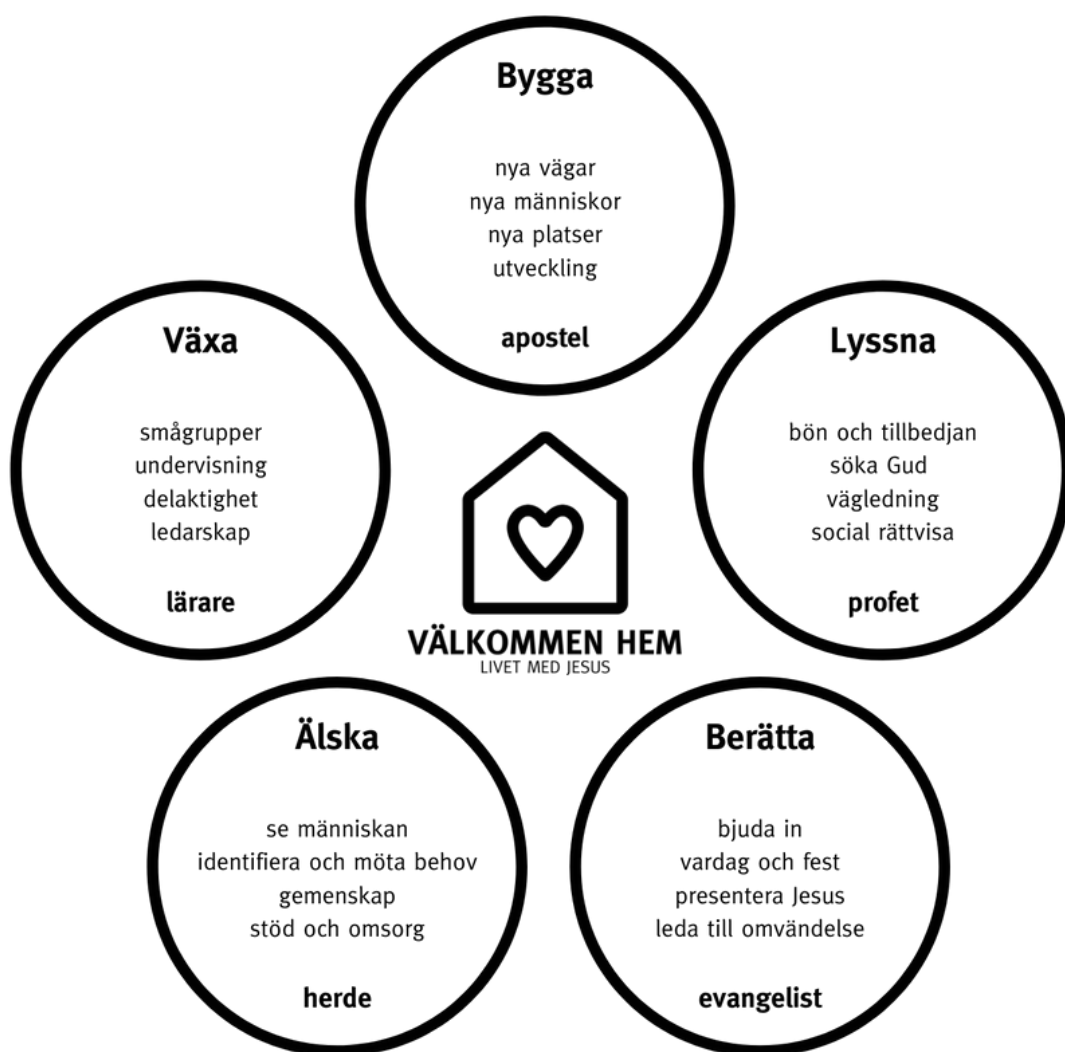 Bygga
nya vägar
nya människor
nya platser
utveckling
apostel
Växa
smågrupper
undervisning
delaktighet
ledarskap
lärare
Lyssna
bön och tillbedjan
söka Gud
vägledning
social rättvisa
profet
VÄLKOMMEN HEM
LIVET MED JESUS
Älska
se människan
identifiera och möta behov
gemenskap
stöd och omsorg
herde
Berätta
bjuda in
vardag och fest
presentera Jesus
leda till omvändelse
evangelist